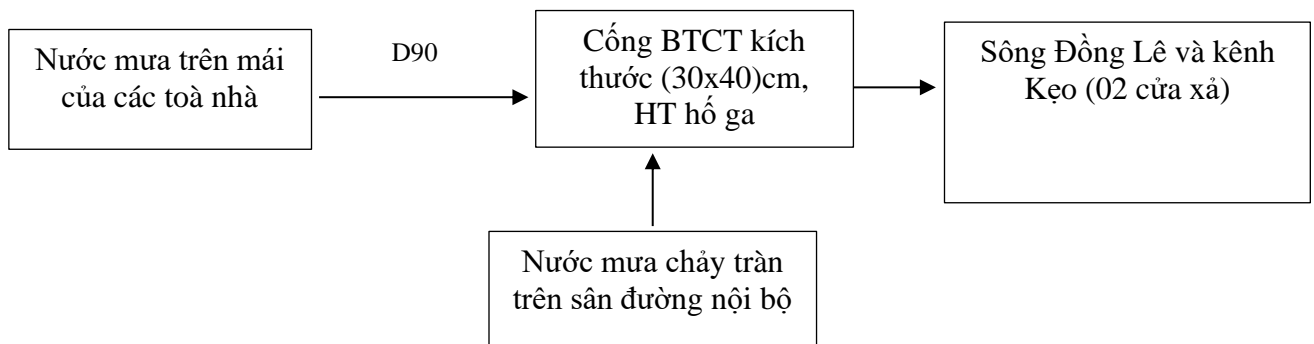 Nước mưa trên mái
của các toà nhà
D90
Cống BTCT kích
thước (30x40)cm,
HT hố ga
Sông Đồng Lê và kênh
Kẹo (02 cửa xả)
Nước mưa chảy tràn
trên sân đường nội bộ